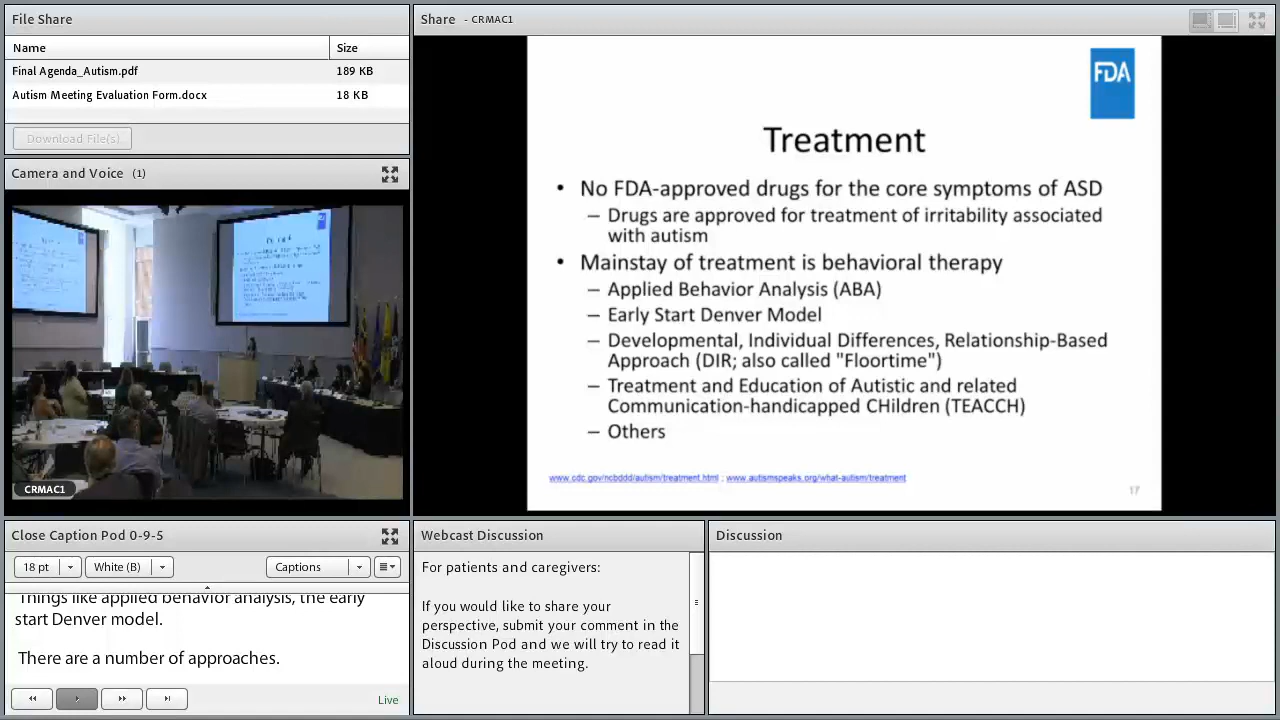 File Share
Name Size
Final Agenda_Autism.pdf 189 KB
Autism Meeting Evaluation Form.docx 18 KB
Download File(s)
Camera and Voice (1)
CRMAC1
Close Caption Pod 0-9-5
18 pt White (B) Captions
Things like applied behavior analysis, the early
start Denver model.
There are a number of approaches.
Live
Share - CRMAC1
FDA
Treatment
• No FDA-approved drugs for the core symptoms of ASD
– Drugs are approved for treatment of irritability associated
with autism
• Mainstay of treatment is behavioral therapy
– Applied Behavior Analysis (ABA)
– Early Start Denver Model
– Developmental, Individual Differences, Relationship-Based
Approach (DIR; also called "Floortime")
– Treatment and Education of Autistic and related
Communication-handicapped CHildren (TEACCH)
– Others
www.cdc.gov/ncbddd/autism/treatment.html ; www.autismspeaks.org/what-autism/treatment
17
Webcast Discussion
For patients and caregivers:
If you would like to share your
perspective, submit your comment in the
Discussion Pod and we will try to read it
aloud during the meeting.
Discussion